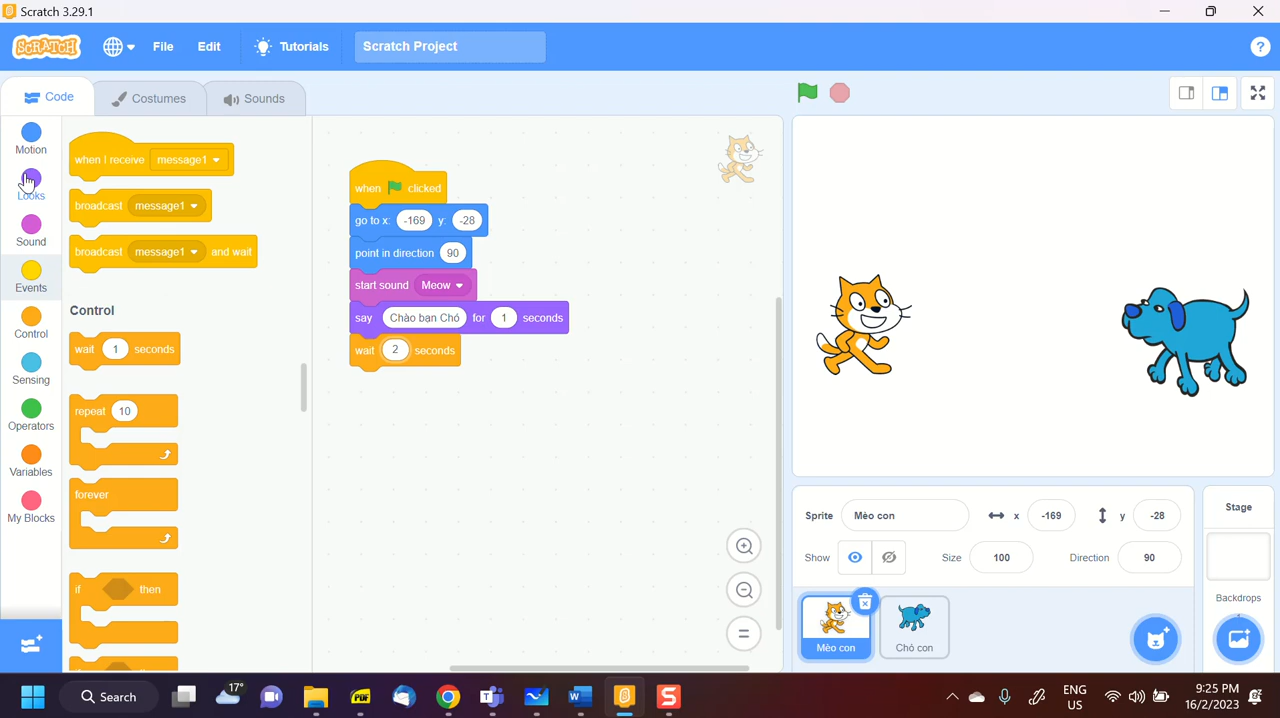 Scratch 3.29.1
SCRATCH File Edit Tutorials Scratch Project ?
Code Costumes Sounds
Motion
Looks
Sound
Events
Control
Sensing
Operators
Variables
My Blocks
when I receive message1
broadcast message1
broadcast message1 and wait
Control
wait 1 seconds
repeat 10
forever
if then
when clicked
go to x: -169 y: -28
point in direction 90
start sound Meow
say Chào bạn Chó for 1 seconds
wait 2 seconds
Sprite Mèo con x -169 y -28
Show Size 100 Direction 90
Mèo con
Chó con
Stage
Backdrops
Search 17° PDF W S ENG
US
9:25 PM
16/2/2023